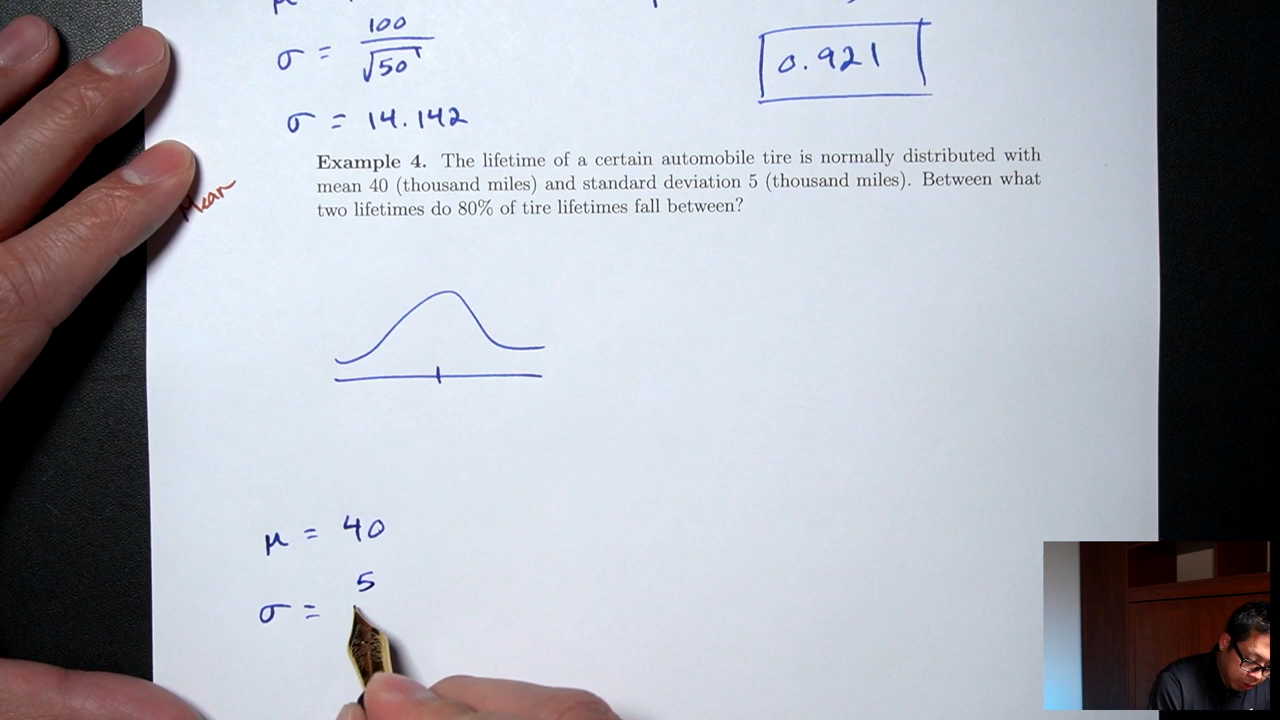 σ = 100/√50
0.921
σ = 14.142
Example 4. The lifetime of a certain automobile tire is normally distributed with
mean 40 (thousand miles) and standard deviation 5 (thousand miles). Between what
two lifetimes do 80% of tire lifetimes fall between?
Mean
μ = 40
σ = 5